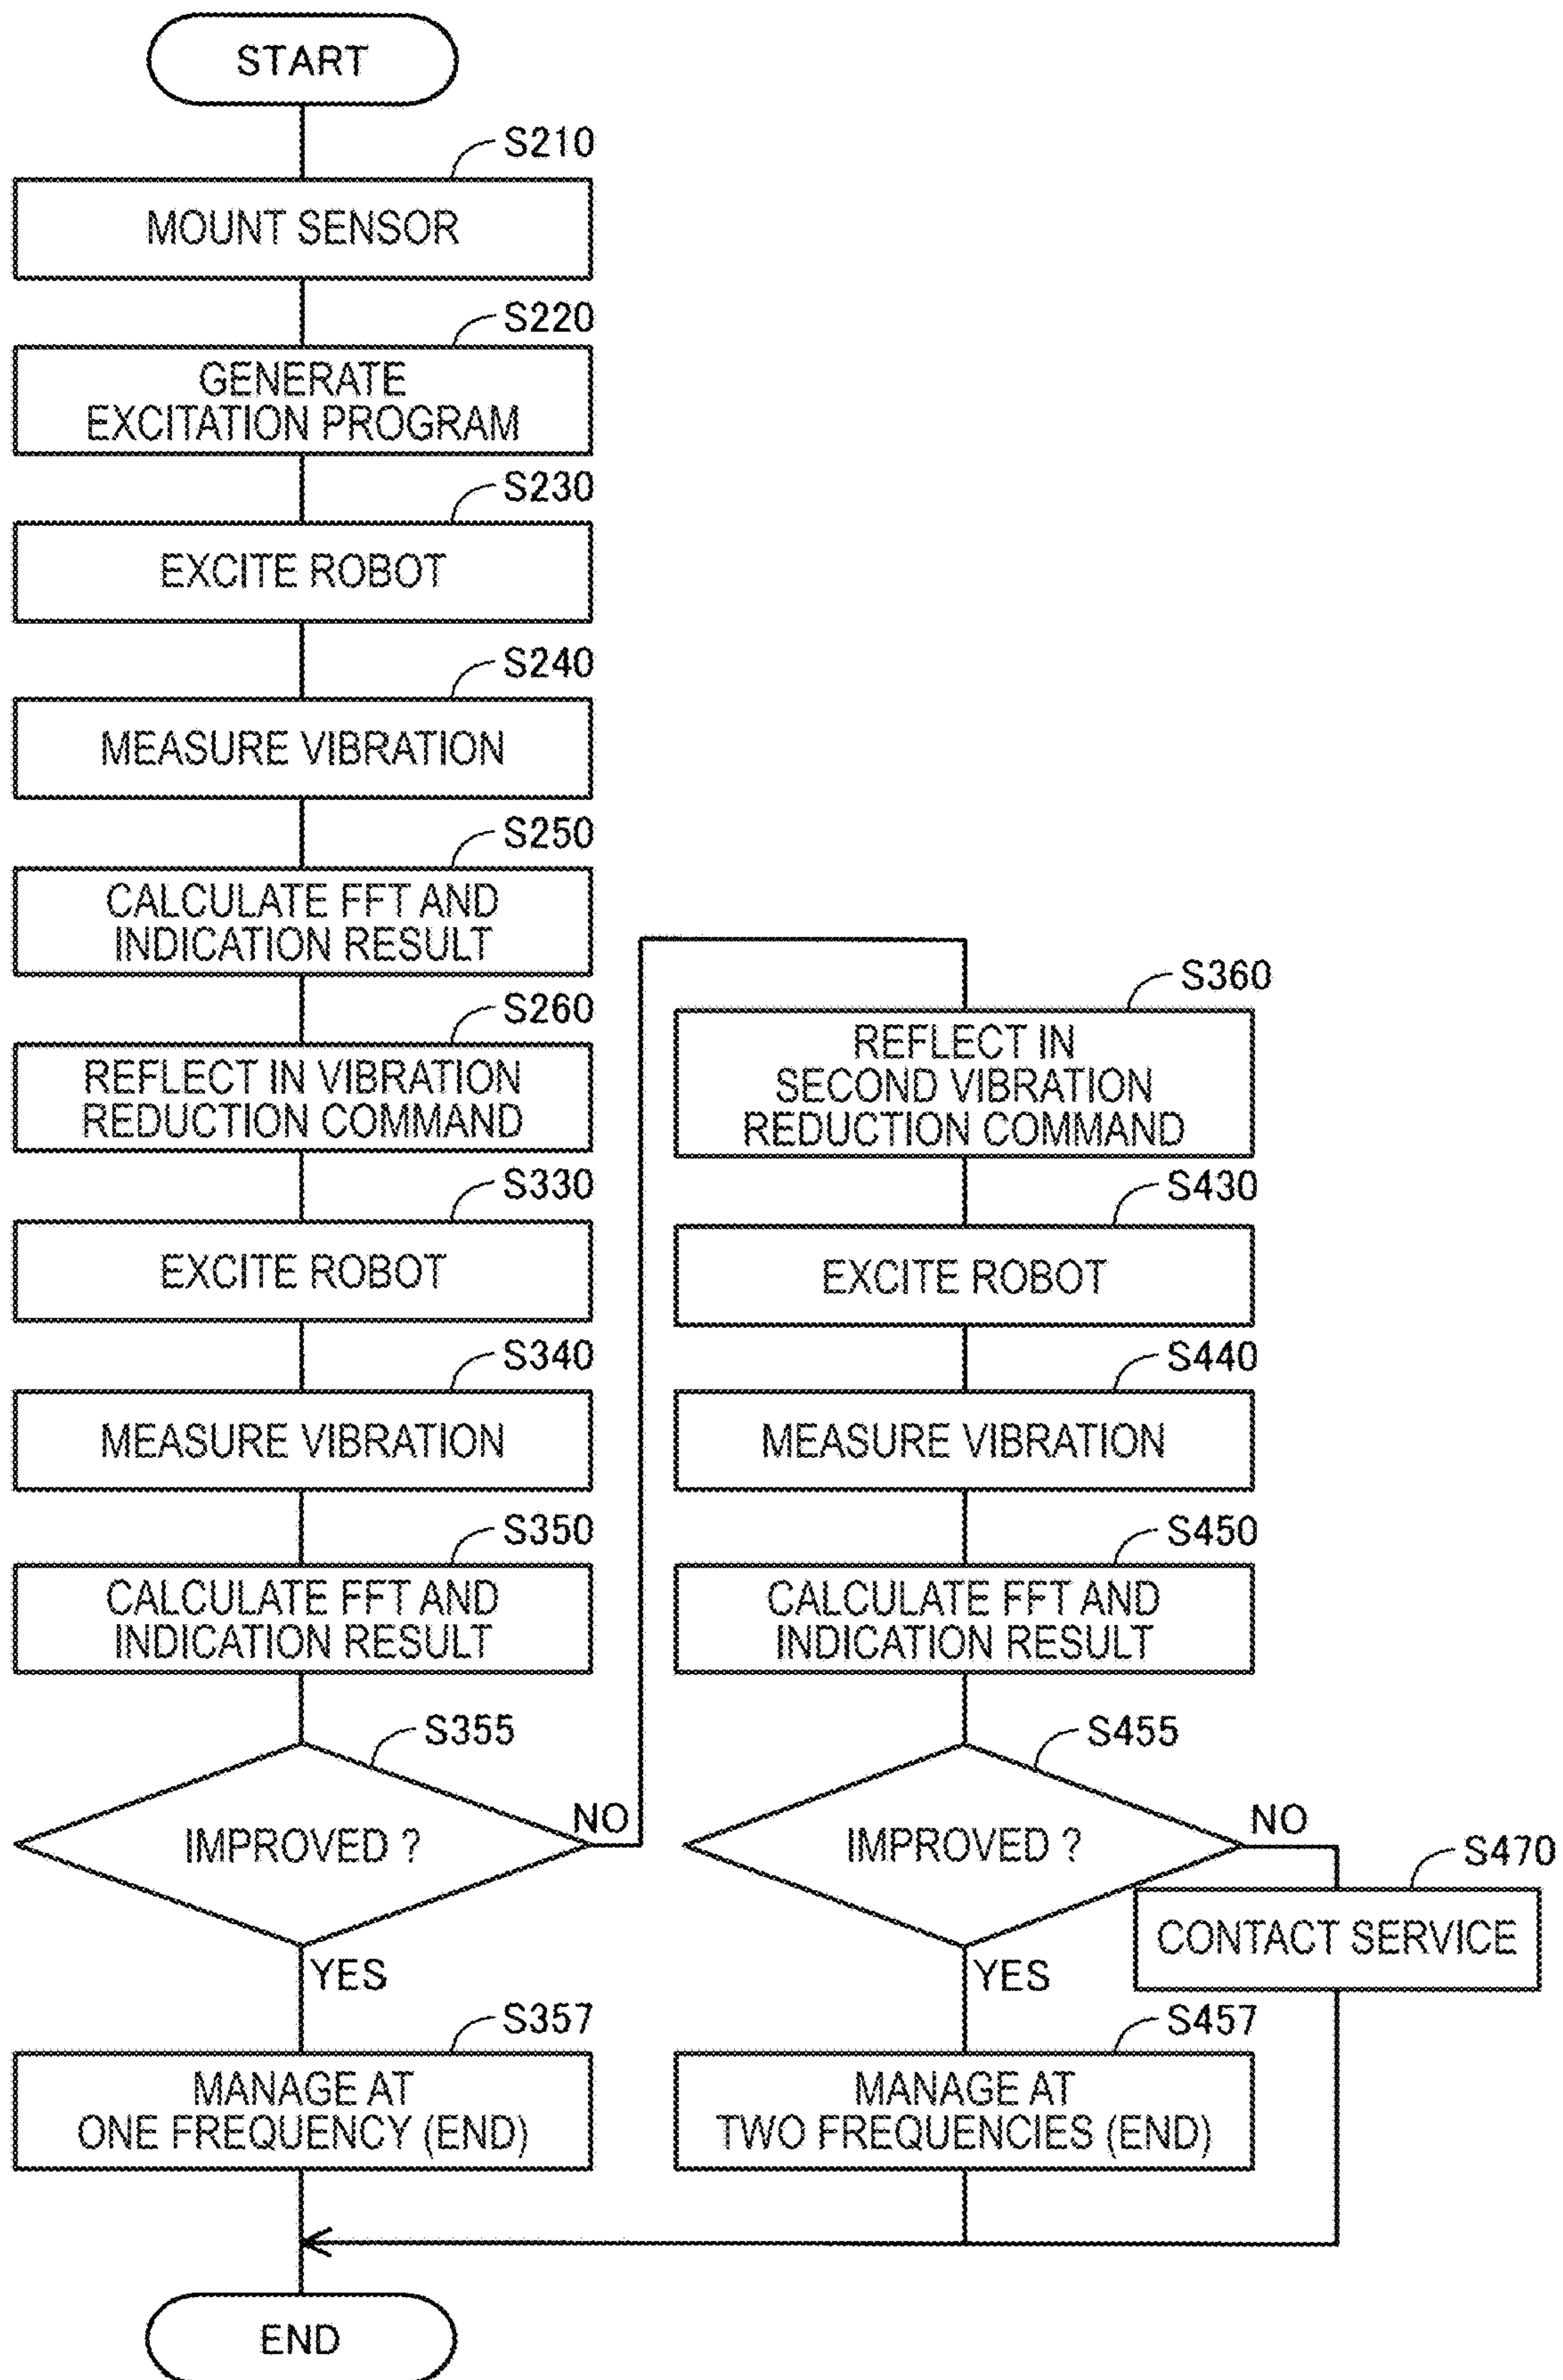 START
S210
MOUNT SENSOR
S220
GENERATE
EXCITATION PROGRAM
S230
EXCITE ROBOT
S240
MEASURE VIBRATION
S250
CALCULATE FFT AND
INDICATION RESULT
S260
REFLECT IN VIBRATION
REDUCTION COMMAND
S330
EXCITE ROBOT
S340
MEASURE VIBRATION
S350
CALCULATE FFT AND
INDICATION RESULT
S355
IMPROVED ?
NO
YES
S357
MANAGE AT
ONE FREQUENCY (END)
S360
REFLECT IN
SECOND VIBRATION
REDUCTION COMMAND
S430
EXCITE ROBOT
S440
MEASURE VIBRATION
S450
CALCULATE FFT AND
INDICATION RESULT
S455
IMPROVED ?
NO
S470
CONTACT SERVICE
YES
S457
MANAGE AT
TWO FREQUENCIES (END)
END